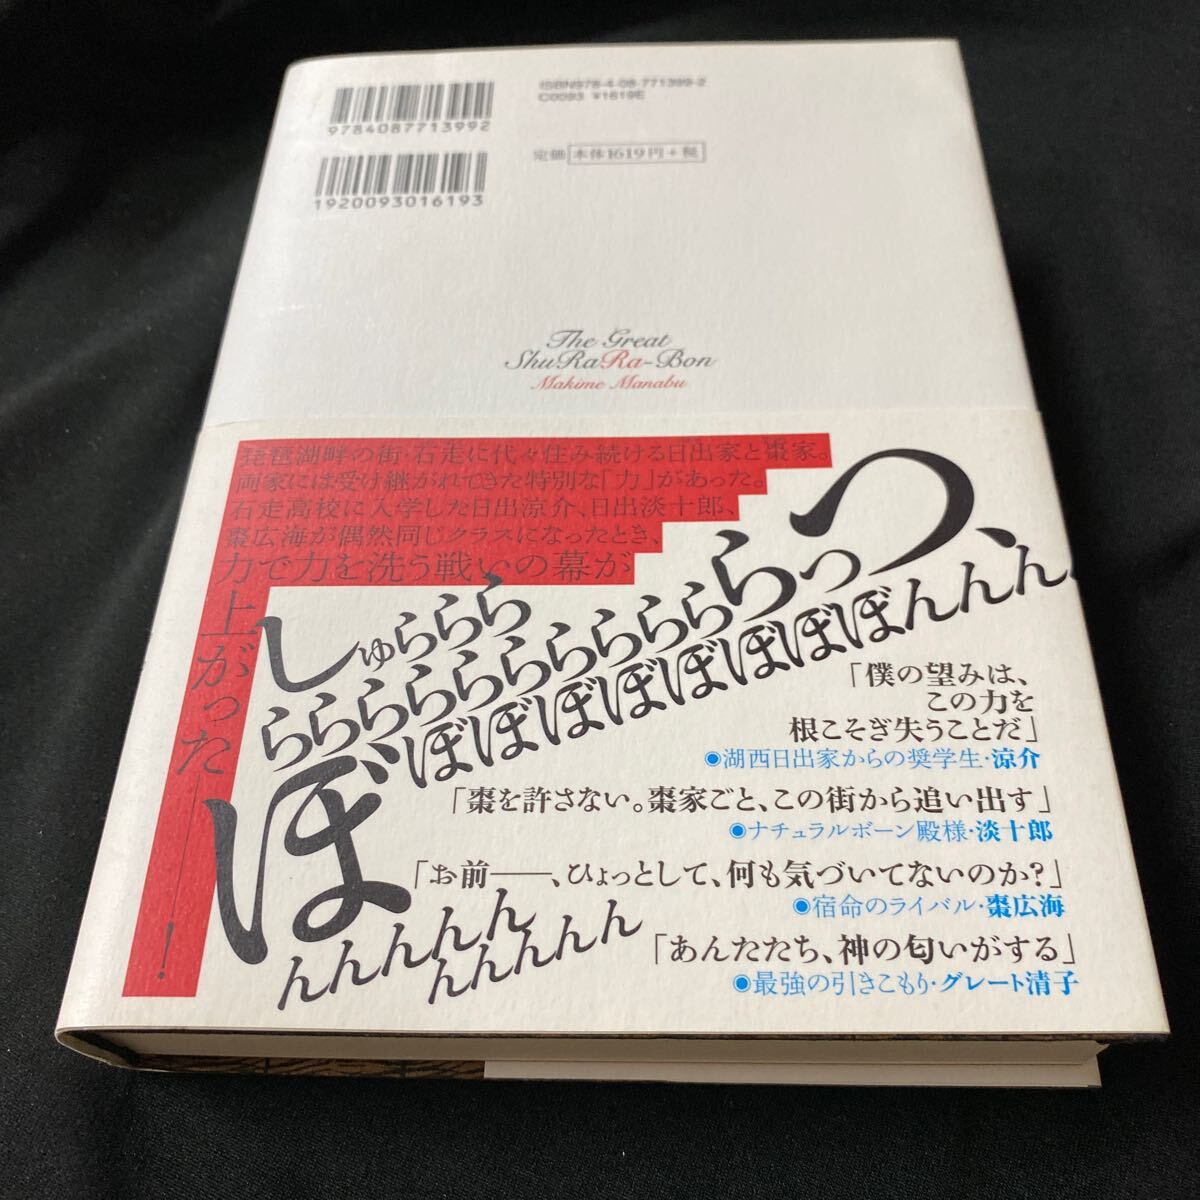 ISBN978-4-08-771399-2
C0093 ¥1619E
9784087713992
定価 本体1619円+税
1920093016193
The Great
ShuRaRa-Bon
Makime Manabu
琵琶湖畔の街・石走に代々住み続ける日出家と棗家。
両家には受け継がれてきた特別な「力」があった。
石走高校に入学した日出涼介、日出淡十郎、
棗広海が偶然同じクラスになったとき、
力で力を洗う戦いの幕が
上がった———！
しゅららら
らららららららららっっつ、
ぼぼぼぼぼぼぼぼんんん、
んんんんん
んんんんん
「僕の望みは、
この力を
根こそぎ失うことだ」
◉湖西日出家からの奨学生・涼介
「棗を許さない。棗家ごと、この街から追い出す」
◉ナチュラルボーン殿様・淡十郎
「お前——、ひょっとして、何も気づいてないのか？」
◉宿命のライバル・棗広海
「あんたたち、神の匂いがする」
◉最強の引きこもり・グレート清子